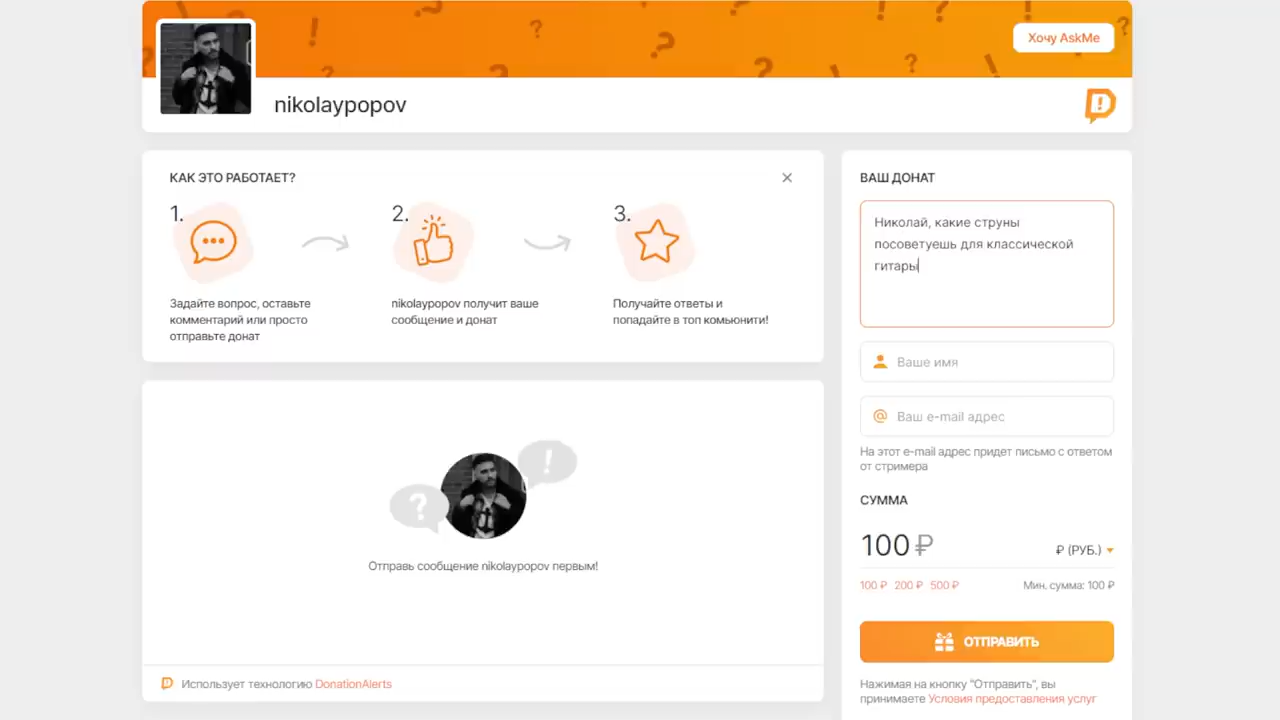 Хочу AskMe
nikolaypopov
КАК ЭТО РАБОТАЕТ?
1.
2.
3.
Задайте вопрос, оставьте
комментарий или просто
отправьте донат
nikolaypopov получит ваше
сообщение и донат
Получайте ответы и
попадайте в топ комьюнити!
Отправь сообщение nikolaypopov первым!
Использует технологию DonationAlerts
ВАШ ДОНАТ
Николай, какие струны
посоветуешь для классической
гитары
Ваше имя
Ваш e-mail адрес
На этот e-mail адрес придет письмо с ответом
от стримера
СУММА
100 ₽
₽ (РУБ.)
100 ₽ 200 ₽ 500 ₽
Мин. сумма: 100 ₽
ОТПРАВИТЬ
Нажимая на кнопку "Отправить", вы
принимаете Условия предоставления услуг